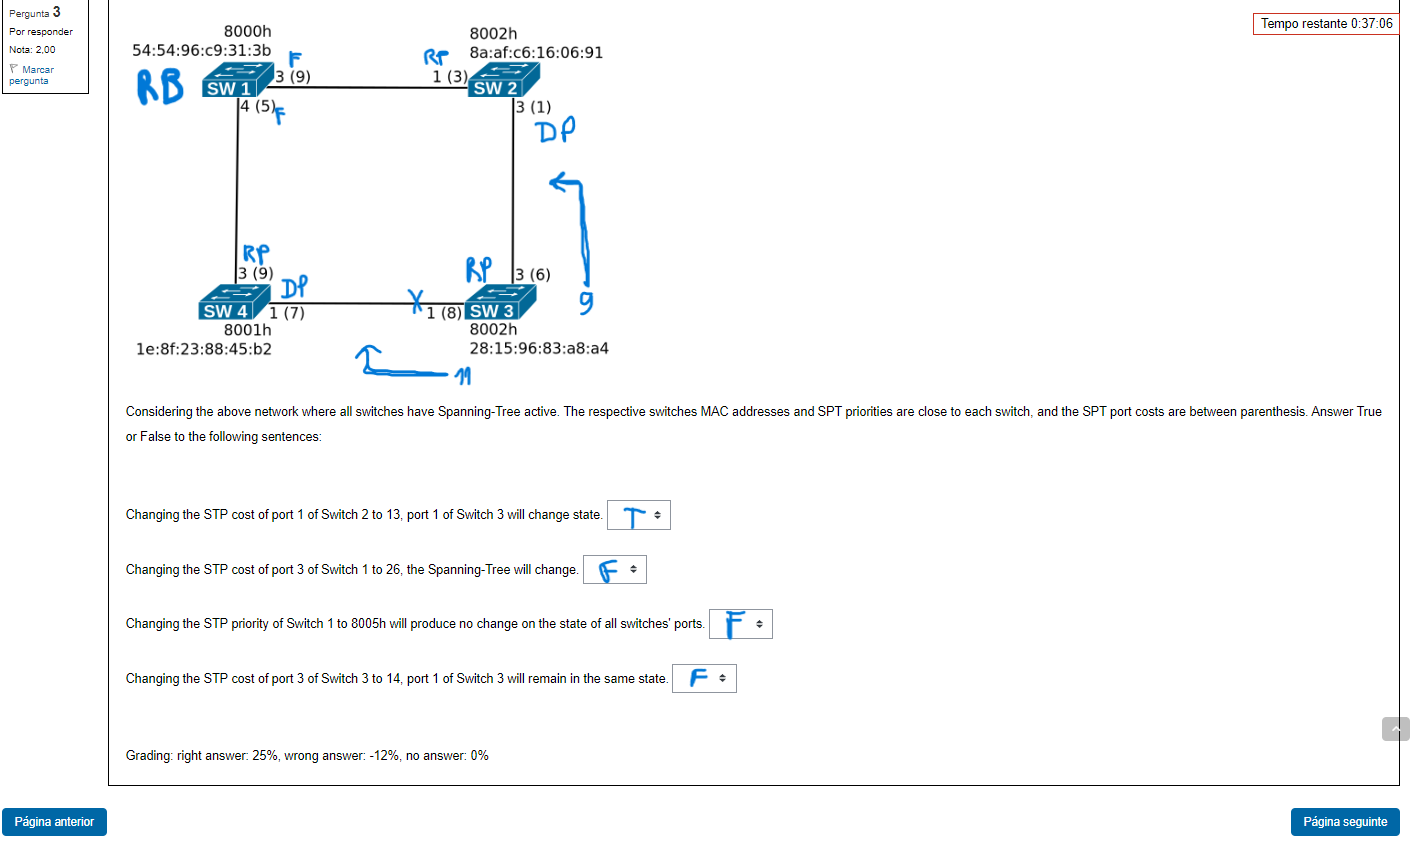 Pergunta 3
Por responder
Nota: 2,00
Marcar
pergunta
Tempo restante 0:37:06
8000h
54:54:96:c9:31:3b
F
RB
SW 1
3 (9)
4 (5)
F
8002h
RP
8a:af:c6:16:06:91
1 (3)
SW 2
3 (1)
DP
RP
3 (9)
DP
SW 4
1 (7)
8001h
1e:8f:23:88:45:b2
RP
3 (6)
9
X
1 (8)
SW 3
8002h
28:15:96:83:a8:a4
11
Considering the above network where all switches have Spanning-Tree active. The respective switches MAC addresses and SPT priorities are close to each switch, and the SPT port costs are between parenthesis. Answer True
or False to the following sentences:
Changing the STP cost of port 1 of Switch 2 to 13, port 1 of Switch 3 will change state. T
Changing the STP cost of port 3 of Switch 1 to 26, the Spanning-Tree will change. F
Changing the STP priority of Switch 1 to 8005h will produce no change on the state of all switches' ports. F
Changing the STP cost of port 3 of Switch 3 to 14, port 1 of Switch 3 will remain in the same state. F
Grading: right answer: 25%, wrong answer: -12%, no answer: 0%
Página anterior
Página seguinte